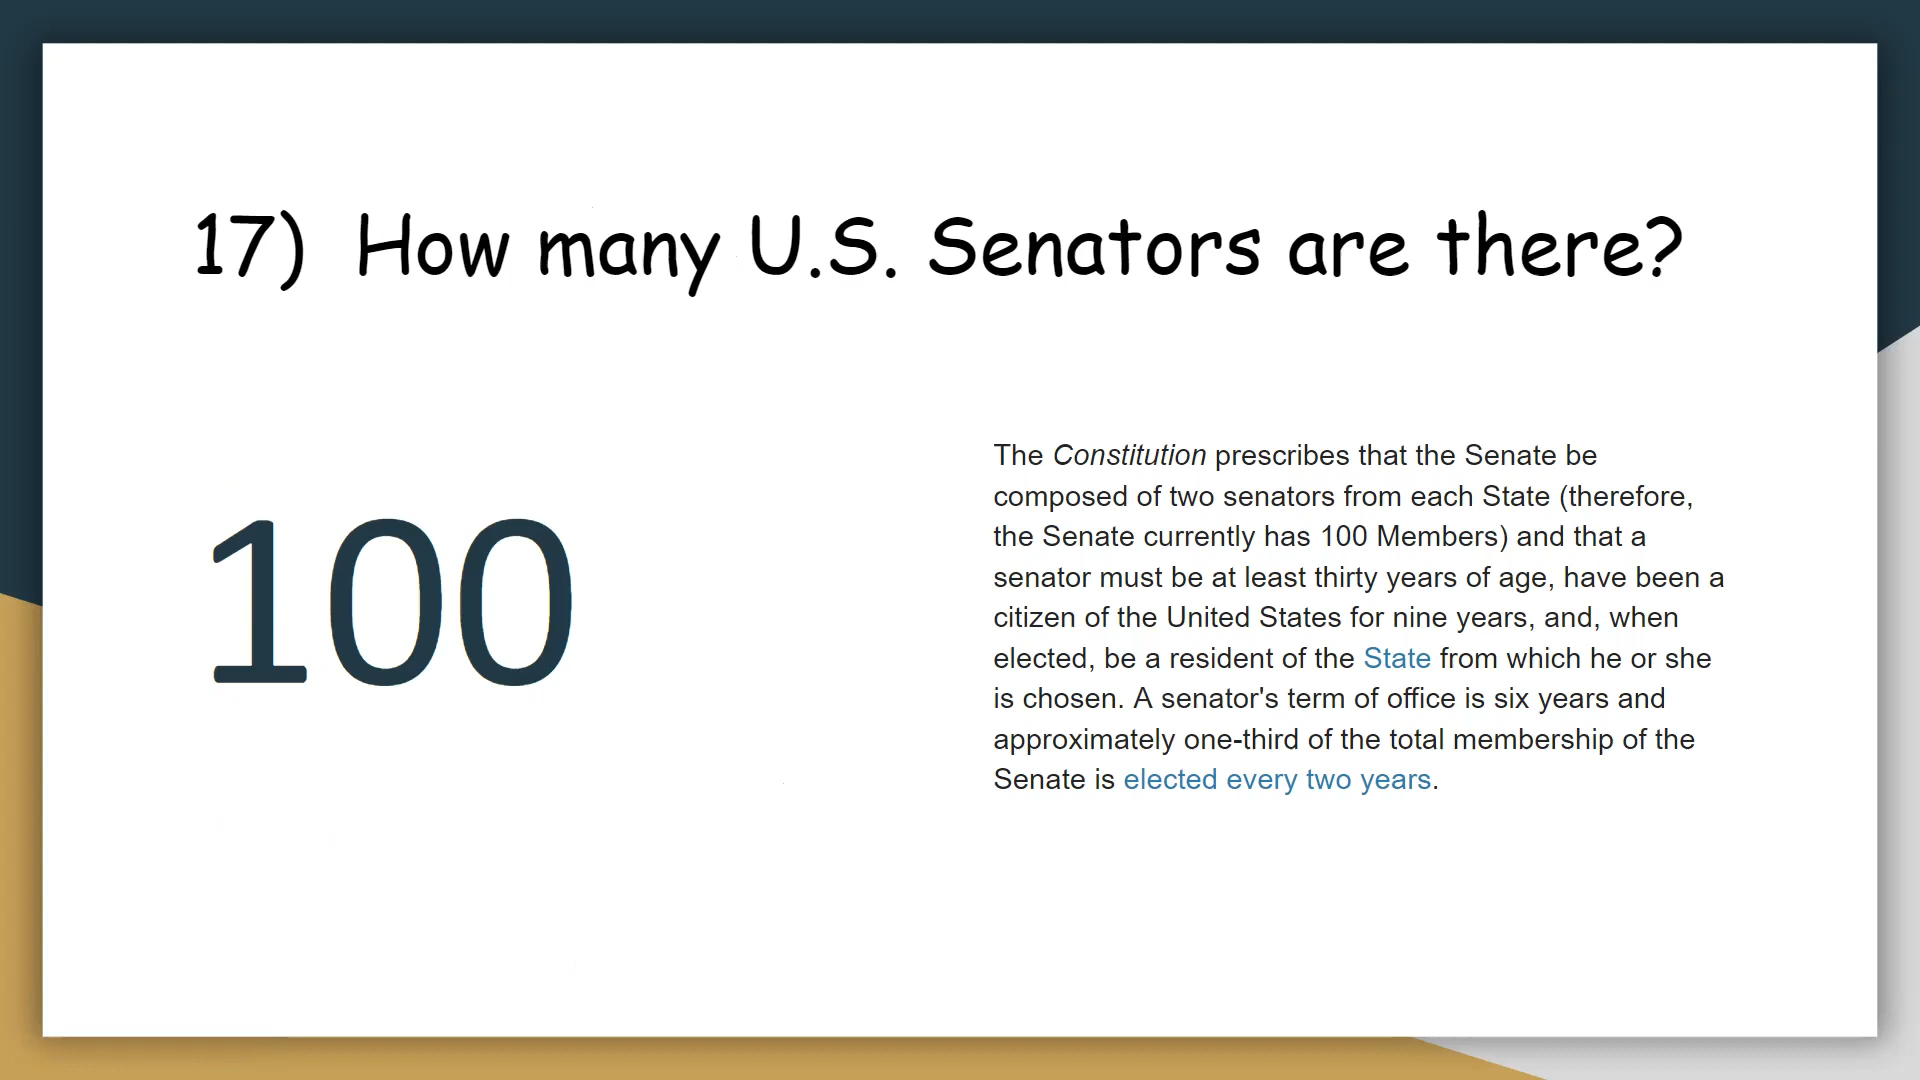 17) How many U.S. Senators are there?
100
The Constitution prescribes that the Senate be
composed of two senators from each State (therefore,
the Senate currently has 100 Members) and that a
senator must be at least thirty years of age, have been a
citizen of the United States for nine years, and, when
elected, be a resident of the State from which he or she
is chosen. A senator's term of office is six years and
approximately one-third of the total membership of the
Senate is elected every two years.